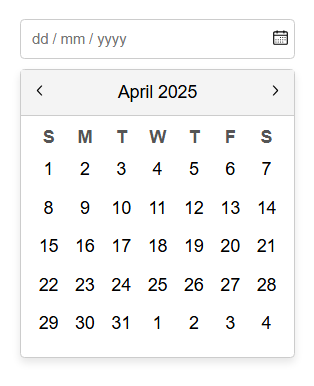 dd / mm / yyyy
April 2025
S M T W T F S
1 2 3 4 5 6 7
8 9 10 11 12 13 14
15 16 17 18 19 20 21
22 23 24 25 26 27 28
29 30 31 1 2 3 4